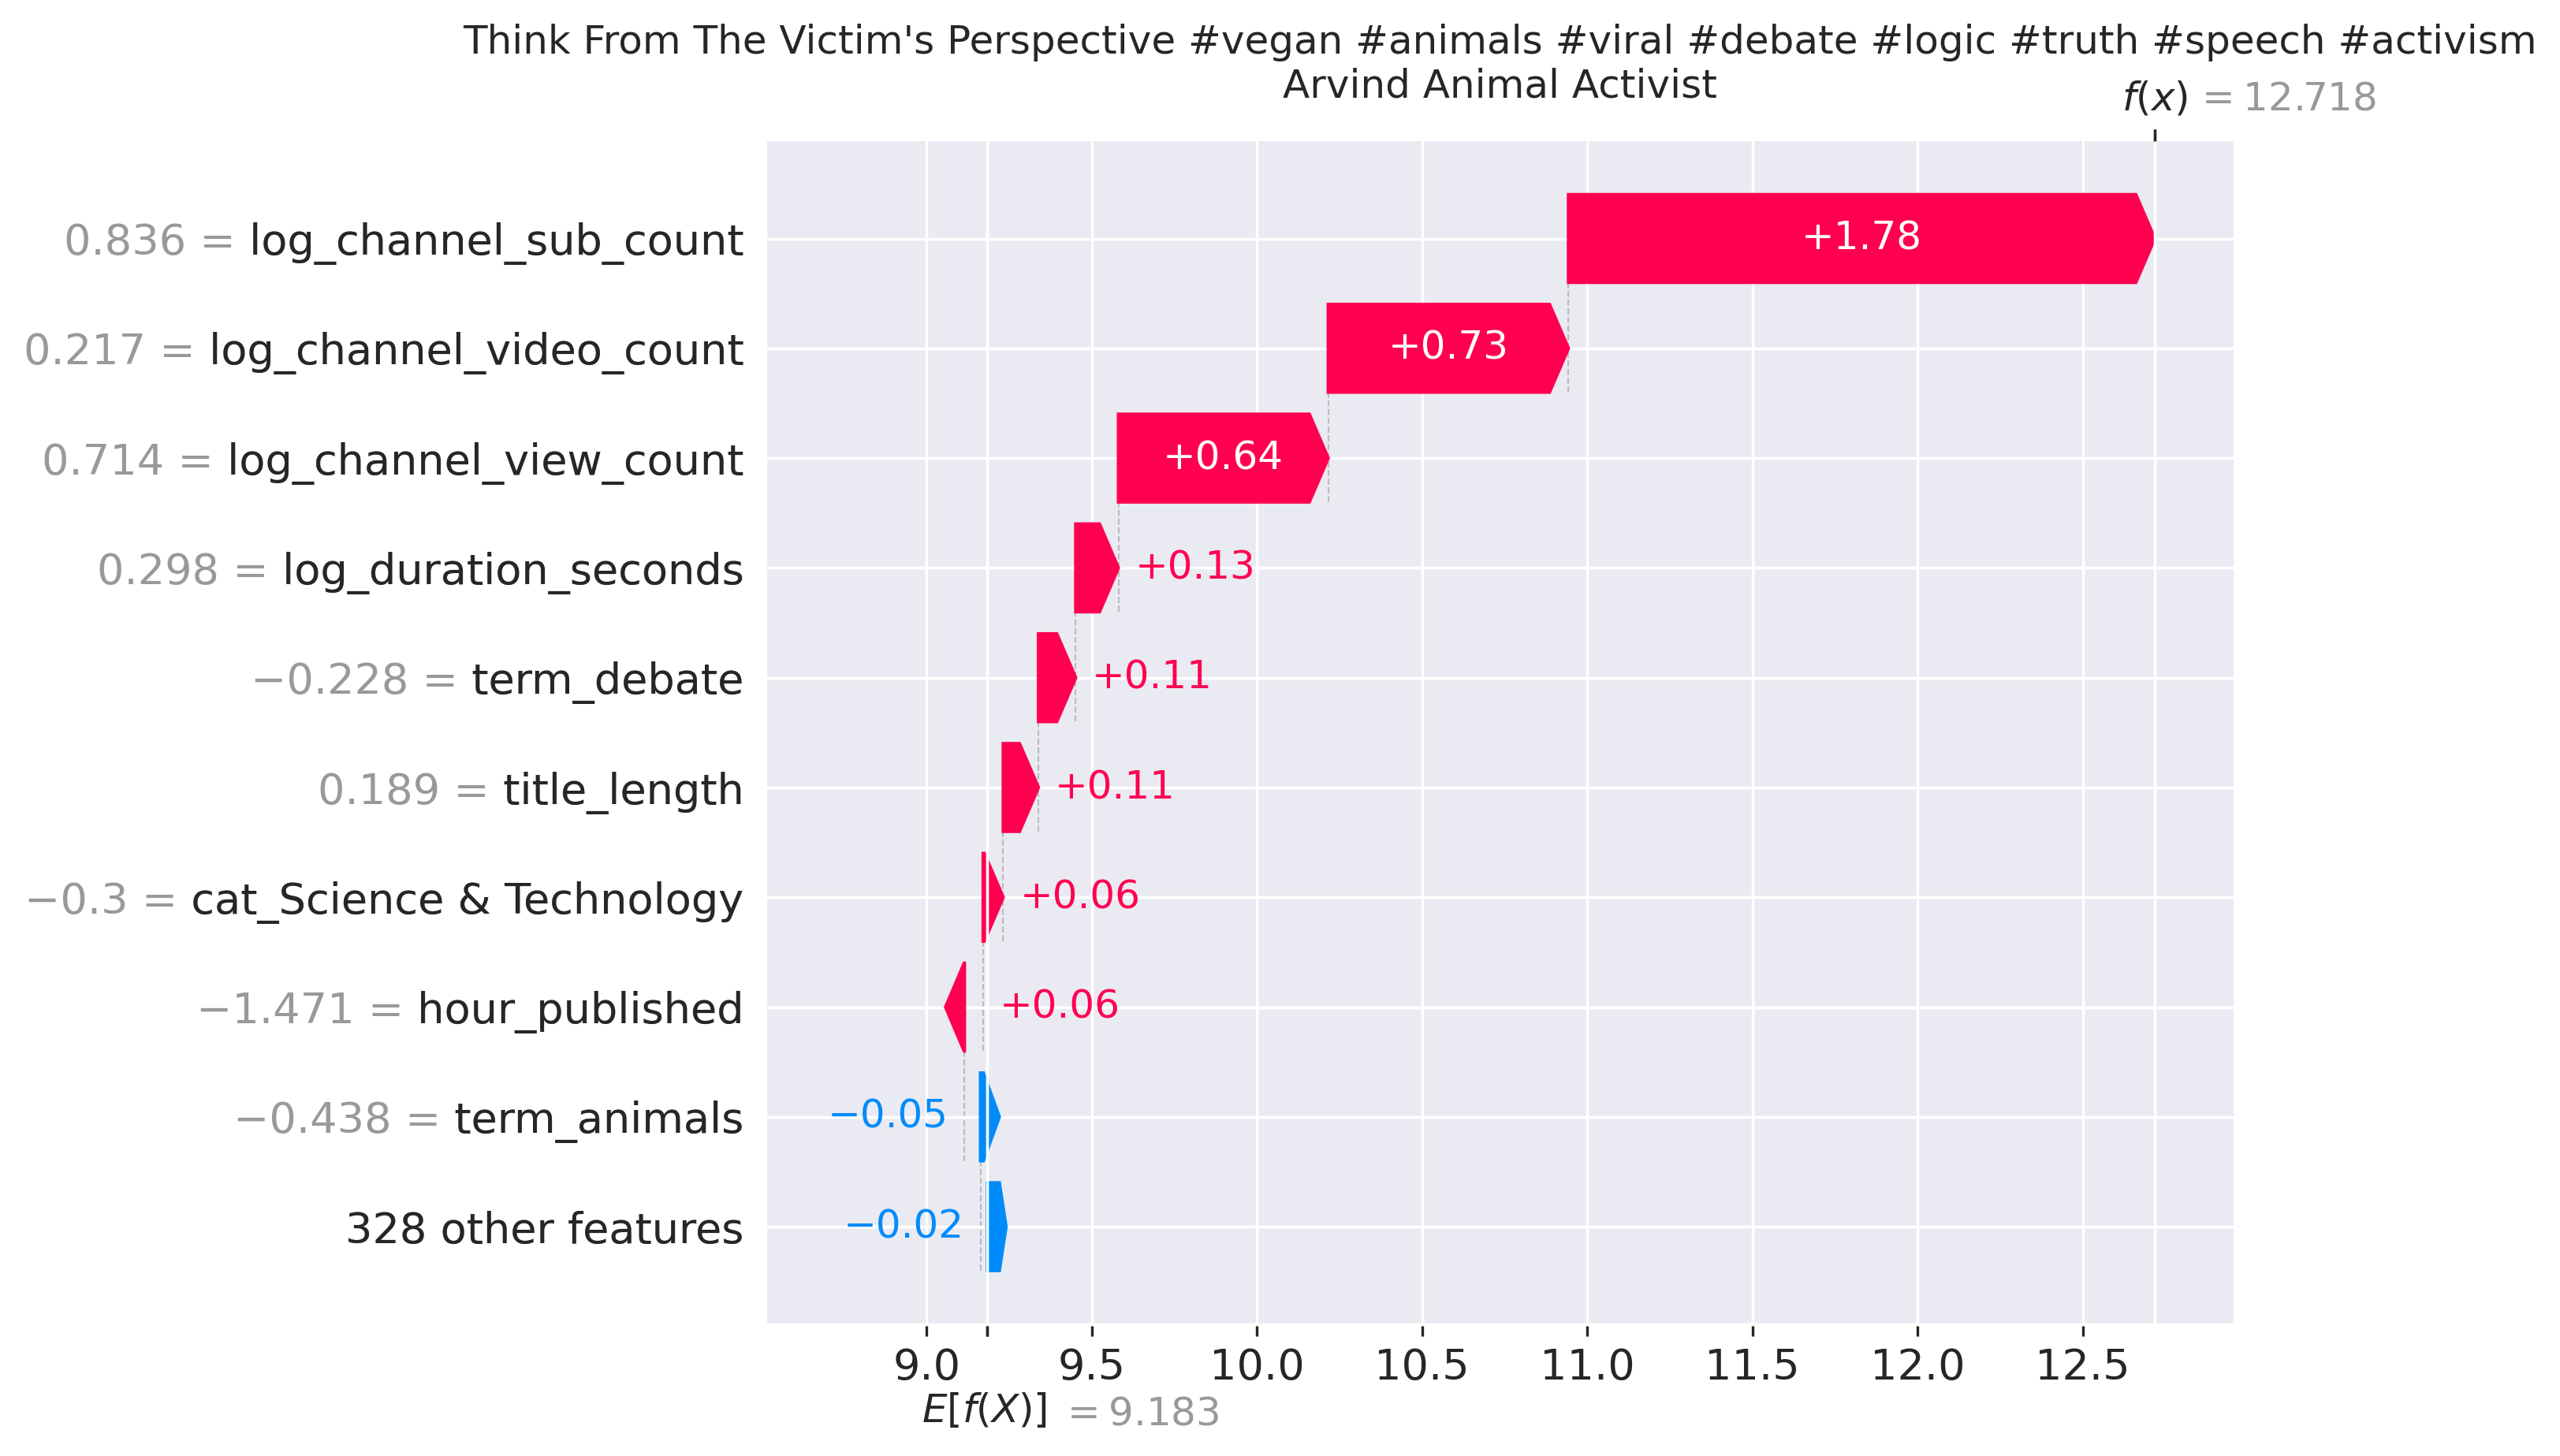 Think From The Victim's Perspective #vegan #animals #viral #debate #logic #truth #speech #activism
Arvind Animal Activist
f(x) = 12.718
0.836 = log_channel_sub_count
+1.78
0.217 = log_channel_video_count
+0.73
0.714 = log_channel_view_count
+0.64
0.298 = log_duration_seconds
+0.13
−0.228 = term_debate
+0.11
0.189 = title_length
+0.11
−0.3 = cat_Science & Technology
+0.06
−1.471 = hour_published
+0.06
−0.438 = term_animals
−0.05
328 other features
−0.02
9.0 9.5 10.0 10.5 11.0 11.5 12.0 12.5
E[f(X)] = 9.183